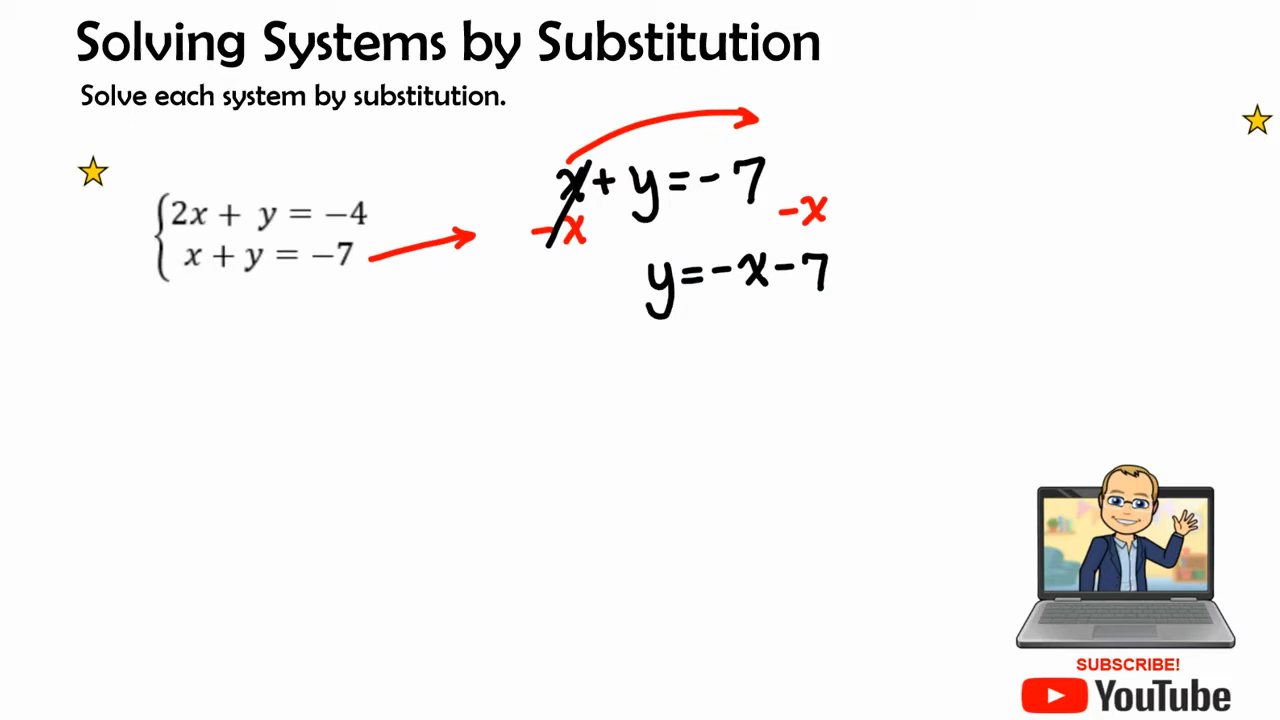 Solving Systems by Substitution
Solve each system by substitution.
2x + y = −4
x + y = −7
x + y = - 7
-x -x
y = - x - 7
SUBSCRIBE!
YouTube